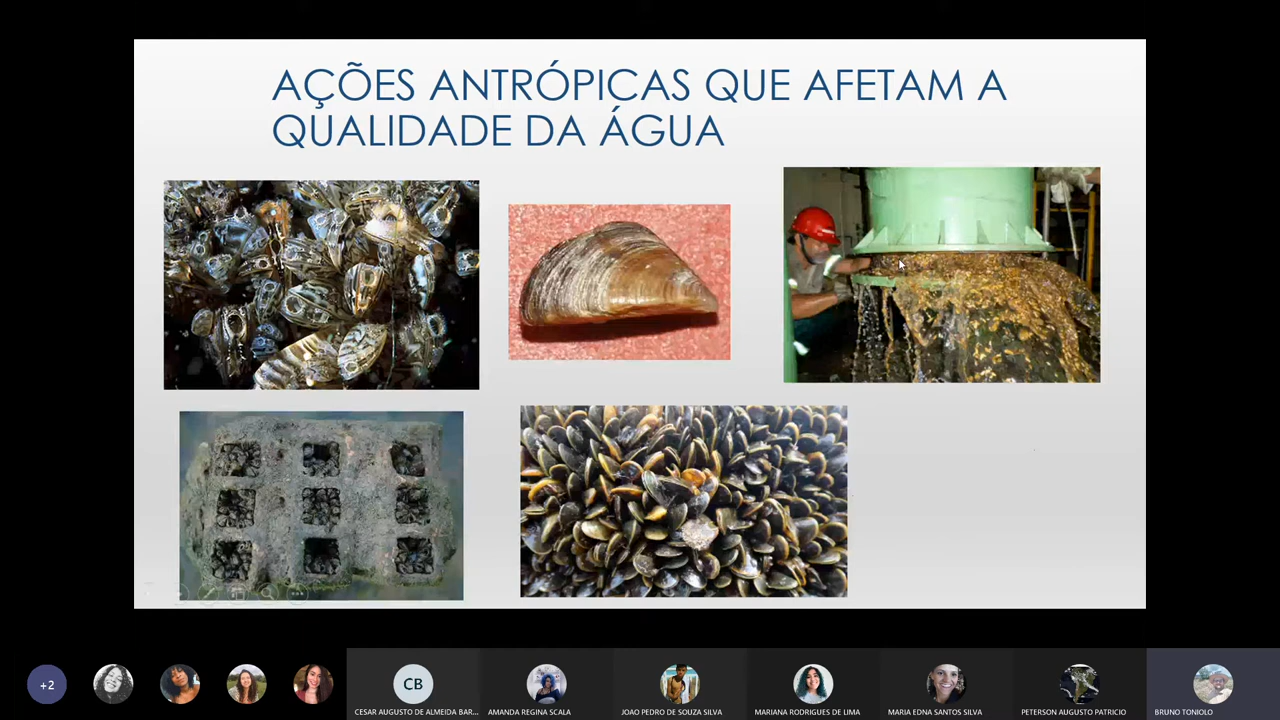 AÇÕES ANTRÓPICAS QUE AFETAM A
QUALIDADE DA ÁGUA
+2
CB
CESAR AUGUSTO DE ALMEIDA BAR...
AMANDA REGINA SCALA
JOAO PEDRO DE SOUZA SILVA
MARIANA RODRIGUES DE LIMA
MARIA EDNA SANTOS SILVA
PETERSON AUGUSTO PATRICIO
BRUNO TONIOLO